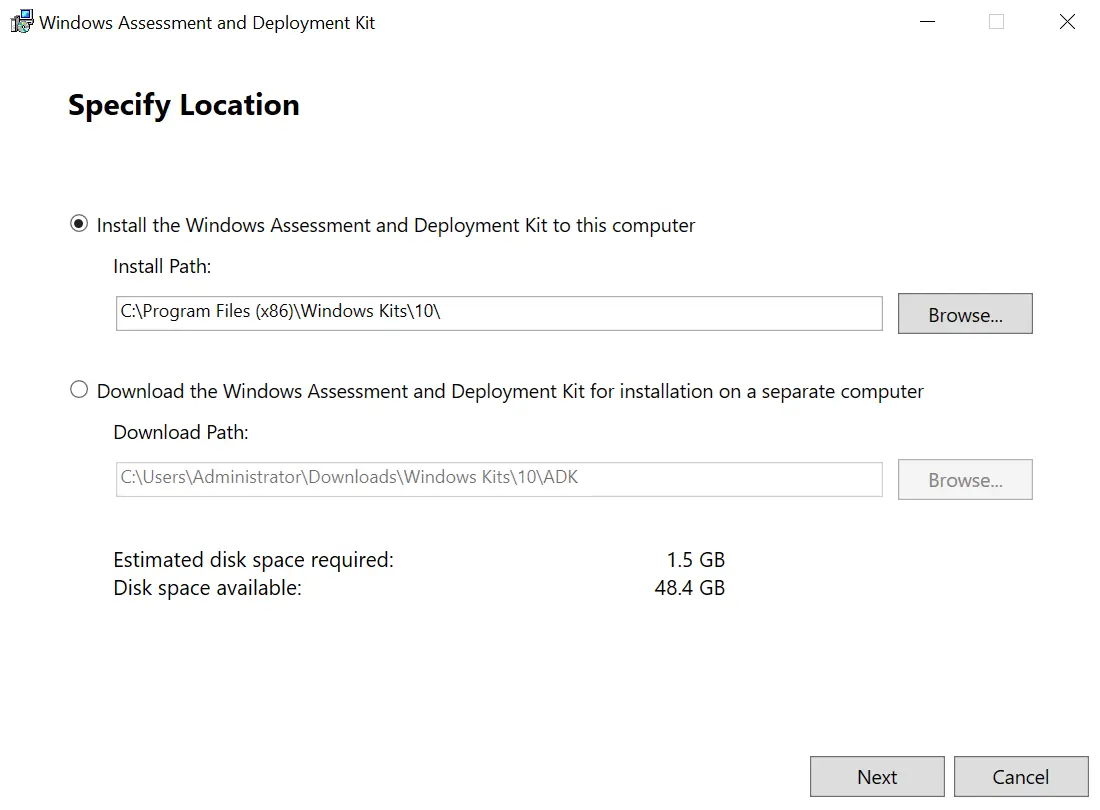 Windows Assessment and Deployment Kit
Specify Location
Install the Windows Assessment and Deployment Kit to this computer
Install Path:
C:\Program Files (x86)\Windows Kits\10\
Browse...
Download the Windows Assessment and Deployment Kit for installation on a separate computer
Download Path:
C:\Users\Administrator\Downloads\Windows Kits\10\ADK
Browse...
Estimated disk space required: 1.5 GB
Disk space available: 48.4 GB
Next Cancel